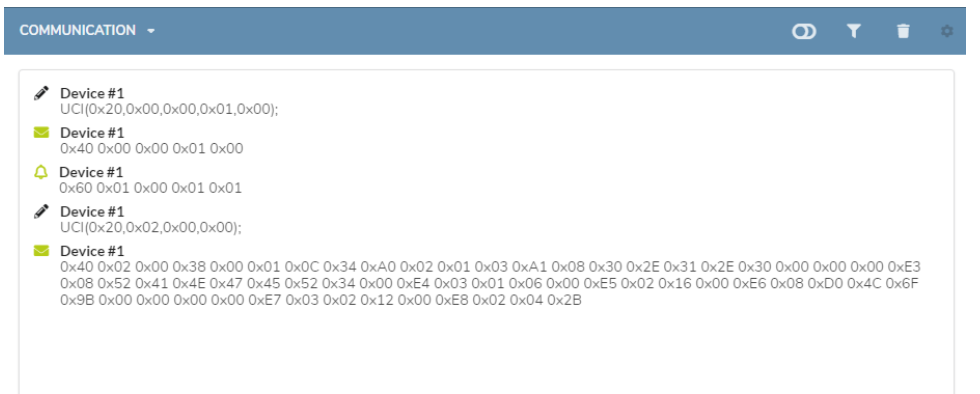 COMMUNICATION
Device #1
UCI(0x20,0x00,0x00,0x01,0x00);
Device #1
0x40 0x00 0x00 0x01 0x00
Device #1
0x60 0x01 0x00 0x01 0x01
Device #1
UCI(0x20,0x02,0x00,0x00);
Device #1
0x40 0x02 0x00 0x38 0x00 0x01 0x0C 0x34 0xA0 0x02 0x01 0x03 0xA1 0x08 0x30 0x2E 0x31 0x2E 0x30 0x00 0x00 0x00 0xE3
0x08 0x52 0x41 0x4E 0x47 0x45 0x52 0x34 0x00 0xE4 0x03 0x01 0x06 0x00 0xE5 0x02 0x16 0x00 0xE6 0x08 0xD0 0x4C 0x6F
0x9B 0x00 0x00 0x00 0x00 0xE7 0x03 0x02 0x12 0x00 0xE8 0x02 0x04 0x2B